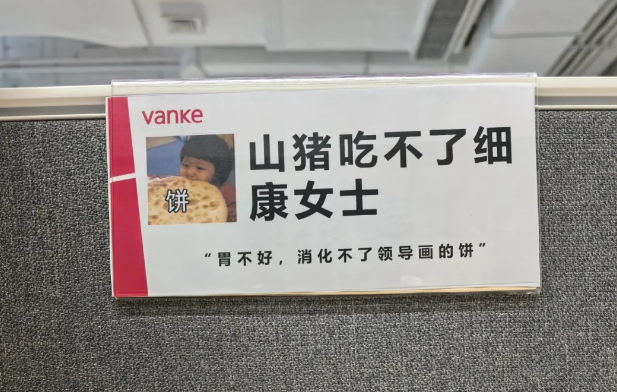 vanke
饼
山猪吃不了细
康女士
“胃不好，消化不了领导画的饼”